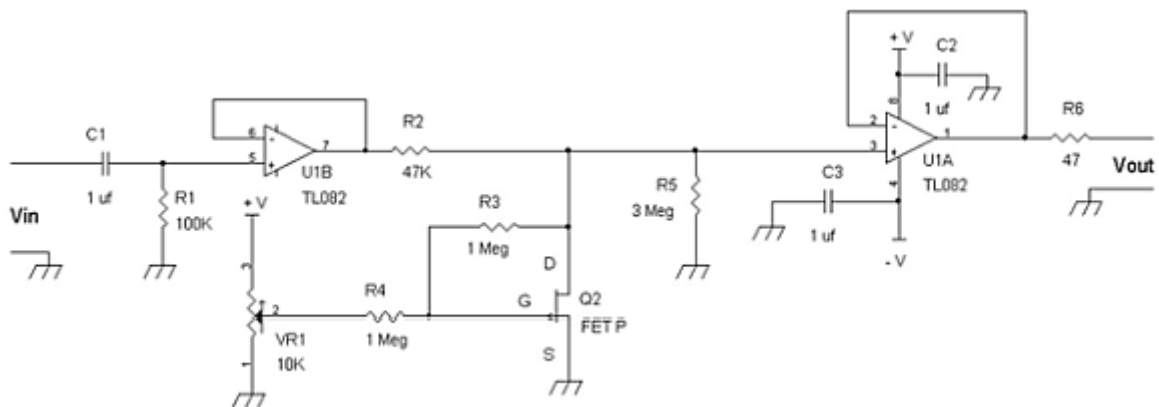 C1
1 uf
Vin
R1
100K
+ V
3
2
1
VR1
10K
6
-
5
+
7
U1B
TL082
R2
47K
R3
1 Meg
R4
1 Meg
D
G
S
Q2
FET P
R5
3 Meg
C3
1 uf
+ V
C2
1 uf
8
2
-
3
+
1
4
U1A
TL082
- V
R6
47
Vout